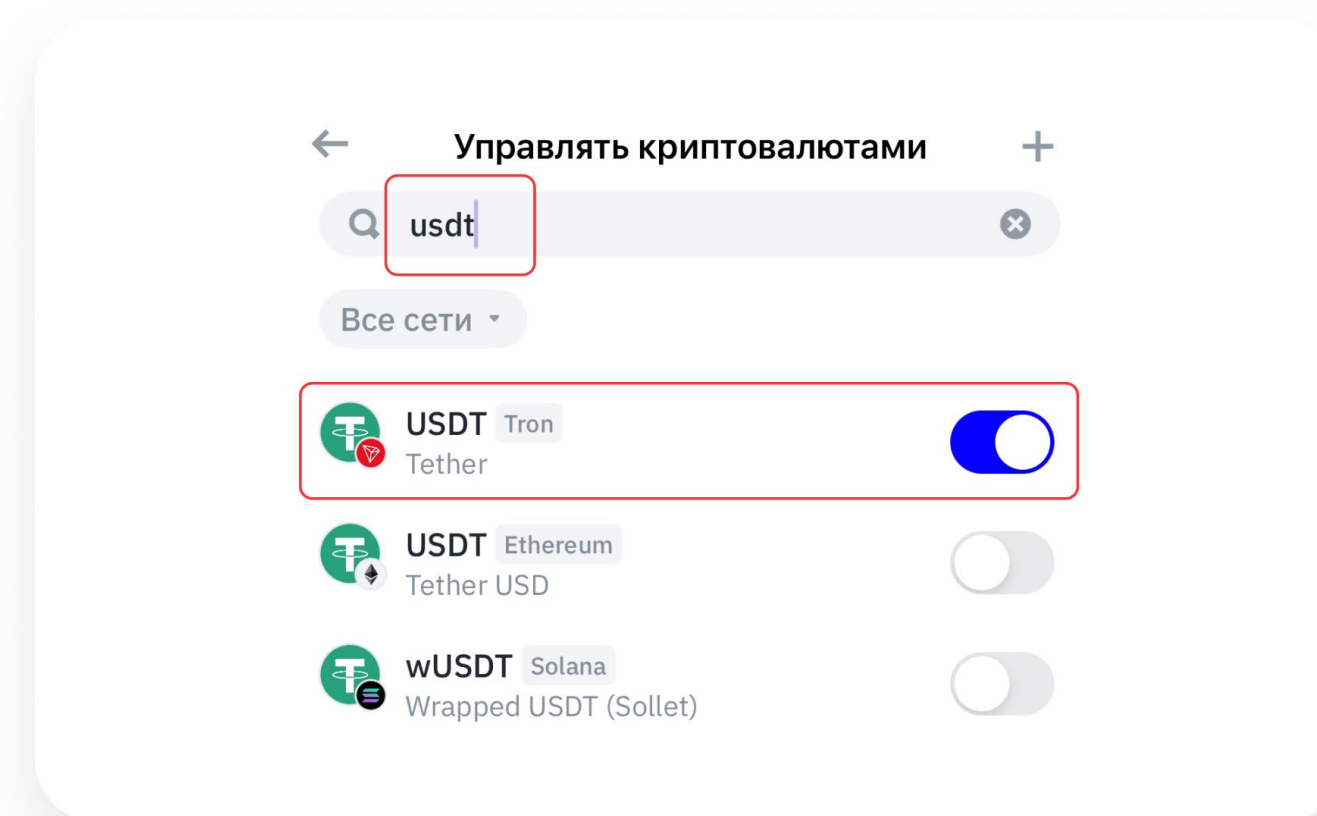 Управлять криптовалютами
usdt
Все сети
USDT Tron
Tether
USDT Ethereum
Tether USD
wUSDT Solana
Wrapped USDT (Sollet)